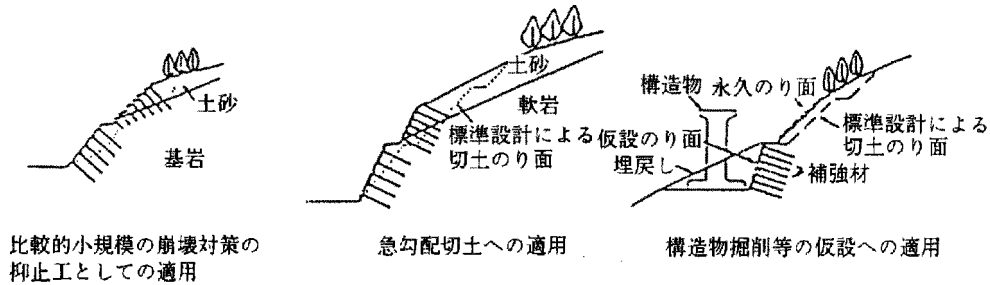 土砂
基岩
比較的小規模の崩壊対策の
抑止工としての適用
土砂
軟岩
標準設計による
切土のり面
急勾配切土への適用
構造物
永久のり面
標準設計による
切土のり面
仮設のり面
埋戻し
補強材
構造物掘削等の仮設への適用